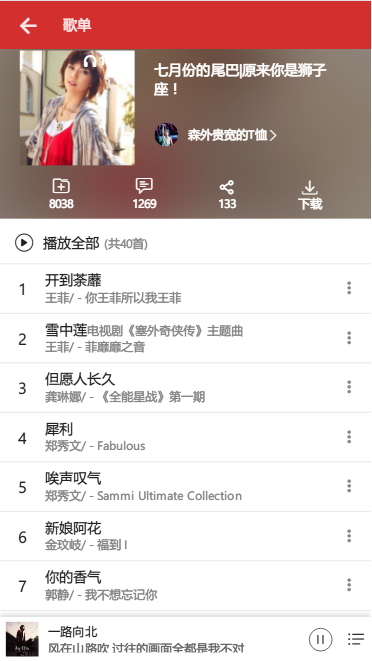 歌单
七月份的尾巴|原来你是狮子
座！
森外贵宽的T恤
8038
1269
133
下载
播放全部 (共40首)
1
开到荼蘼
王菲/ - 你王菲所以我王菲
2
雪中莲电视剧《塞外奇侠传》主题曲
王菲/ - 菲靡靡之音
3
但愿人长久
龚琳娜/ - 《全能星战》第一期
4
犀利
郑秀文/ - Fabulous
5
唉声叹气
郑秀文/ - Sammi Ultimate Collection
6
新娘阿花
金玟岐/ - 福到 I
7
你的香气
郭静/ - 我不想忘记你
一路向北
风在山路吹 过往的画面全都是我不对